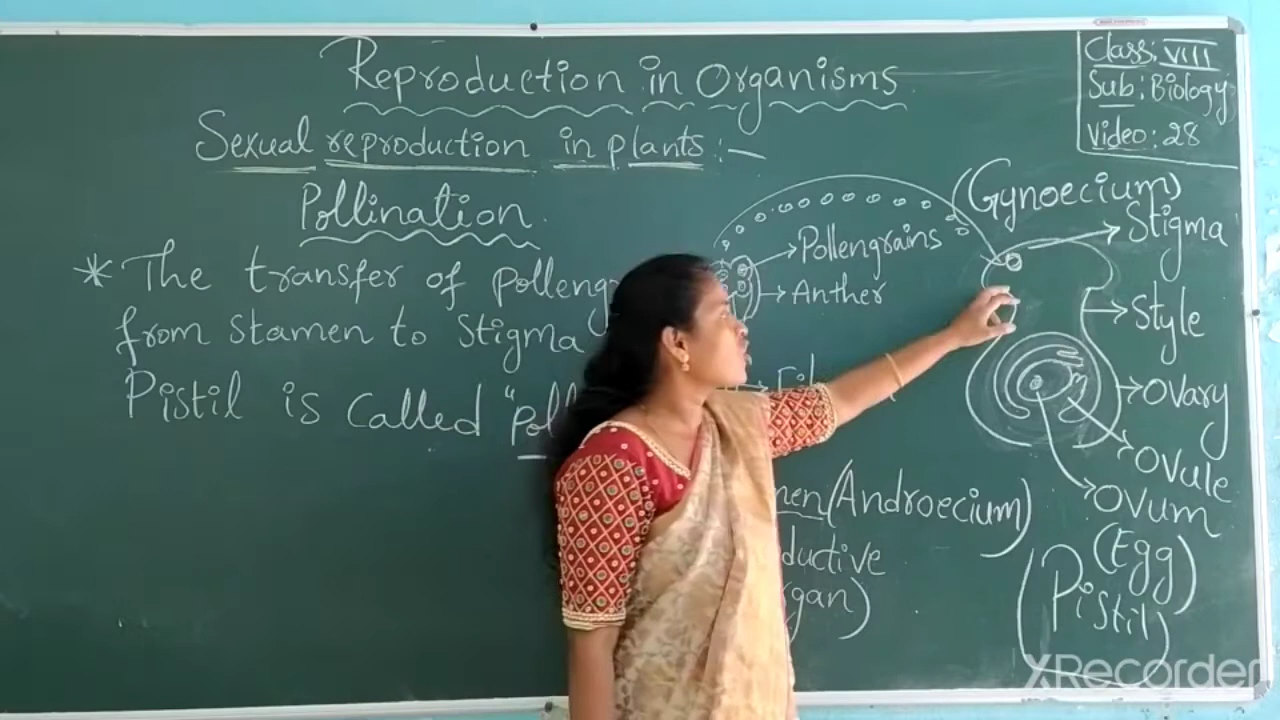 Reproduction in Organisms
Class: VIII
Sub: Biology
Video: 28
Sexual reproduction in plants :-
Pollination
* The transfer of polleng
from stamen to Stigma
Pistil is called "pol
Pollengrains
Anther
Fil
men (Androecium)
ductive
rgan)
(Gynoecium)
Stigma
Style
Ovary
Ovule
Ovum
(Egg)
(Pistil)
XRecorder